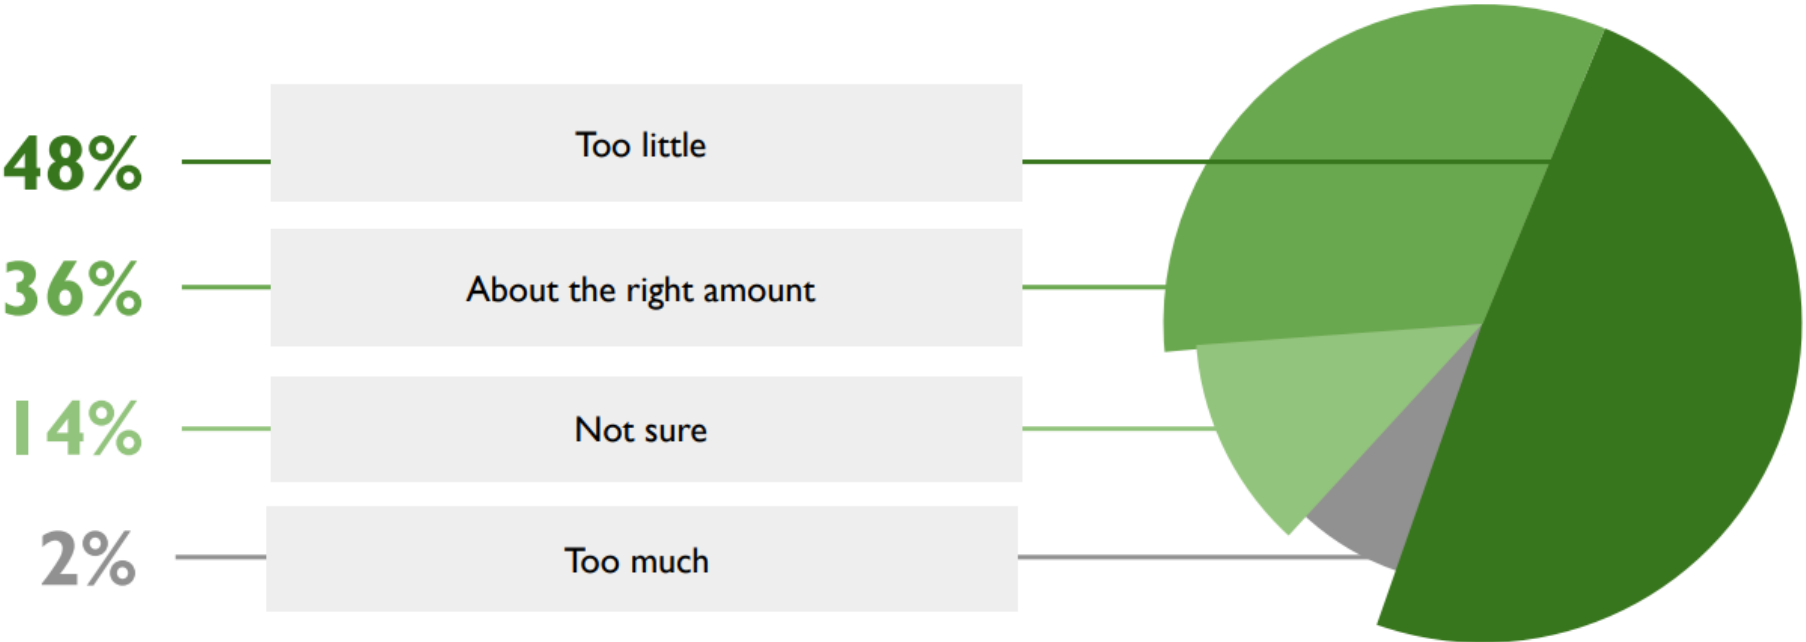 48%
Too little
36%
About the right amount
14%
Not sure
2%
Too much